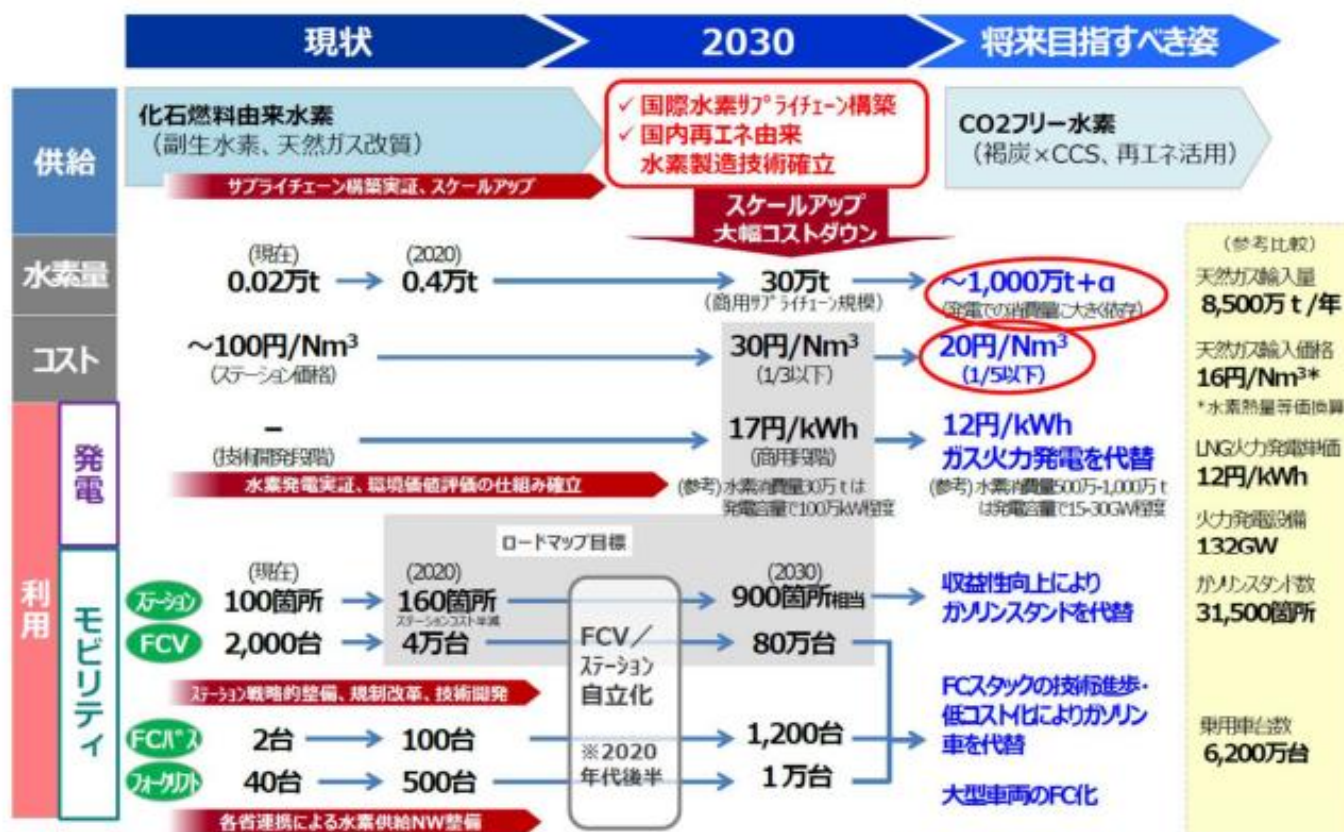 現状
2030
将来目指すべき姿
供給
化石燃料由来水素
(副生水素、天然ガス改質)
サプライチェーン構築実証、スケールアップ
✓ 国際水素ｻﾌﾟﾗｲﾁｪｰﾝ構築
✓ 国内再エネ由来
水素製造技術確立
CO2フリー水素
(褐炭×CCS、再エネ活用)
スケールアップ
大幅コストダウン
水素量
(現在)
0.02万t
(2020)
0.4万t
30万t
(商用ｻﾌﾟﾗｲﾁｪｰﾝ規模)
～1,000万t+α
(発電での消費量に大きく依存)
コスト
～100円/Nm³
(ステーション価格)
30円/Nm³
(1/3以下)
20円/Nm³
(1/5以下)
利用
発電
－
(技術開発段階)
水素発電実証、環境価値評価の仕組み確立
17円/kWh
(商用段階)
(参考)水素消費量30万ｔは
発電容量で100万kW程度
12円/kWh
ガス火力発電を代替
(参考)水素消費量500万-1,000万ｔ
は発電容量で15-30GW程度
ロードマップ目標
モビリティ
ステーション
(現在)
100箇所
(2020)
160箇所
ステーションコスト半減
(2030)
900箇所相当
収益性向上により
ガソリンスタンドを代替
FCV
2,000台
4万台
80万台
FCV／
ステーション
自立化
※2020
年代後半
ステーション戦略的整備、規制改革、技術開発
FCスタックの技術進歩・
低コスト化によりガソリン
車を代替
FCﾊﾞｽ
2台
100台
1,200台
フォークリフト
40台
500台
1万台
大型車両のFC化
各省連携による水素供給NW整備
(参考比較)
天然ガス輸入量
8,500万ｔ/年
天然ガス輸入価格
16円/Nm³*
*水素熱量等価換算
LNG火力発電単価
12円/kWh
火力発電設備
132GW
ガソリンスタンド数
31,500箇所
乗用車台数
6,200万台